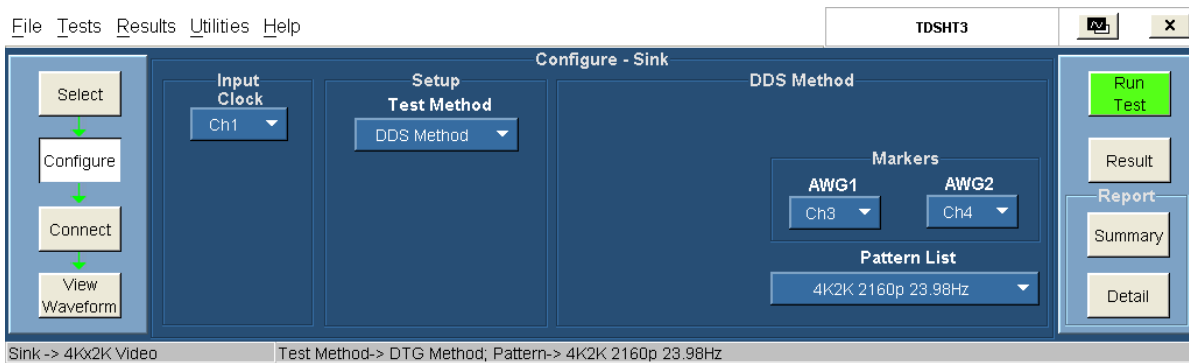 File Tests Results Utilities Help
TDSHT3
x
Configure - Sink
Select
Configure
Connect
View
Waveform
Input
Clock
Ch1
Setup
Test Method
DDS Method
DDS Method
Markers
AWG1
AWG2
Ch3
Ch4
Pattern List
4K2K 2160p 23.98Hz
Run
Test
Result
Report
Summary
Detail
Sink -> 4Kx2K Video
Test Method-> DTG Method; Pattern-> 4K2K 2160p 23.98Hz